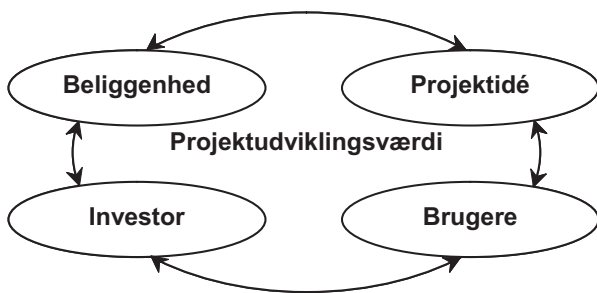 Beliggenhed
Projektidé
Projektudviklingsværdi
Investor
Brugere